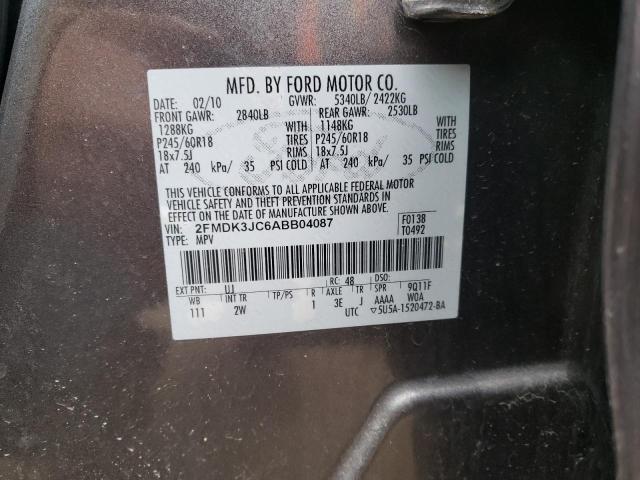 MFD. BY FORD MOTOR CO.
DATE: 02/10 GVWR: 5340LB/ 2422KG
FRONT GAWR: 2840LB REAR GAWR: 2530LB
1288KG WITH 1148KG WITH
P245/60R18 TIRES P245/60R18 TIRES
18x7.5J RIMS 18x7.5J RIMS
AT 240 kPa/ 35 PSI COLD AT 240 kPa/ 35 PSI COLD
THIS VEHICLE CONFORMS TO ALL APPLICABLE FEDERAL MOTOR
VEHICLE SAFETY AND THEFT PREVENTION STANDARDS IN
EFFECT ON THE DATE OF MANUFACTURE SHOWN ABOVE.
VIN: 2FMDK3JC6ABB04087 F0138
TYPE: MPV T0492
EXT PNT: UJ RC: 48 DSO:
WB INT TR TP/PS R AXLE TR SPR 9Q11F
111 2W 1 3E J AAAA W0A
UTC ▽5U5A-1520472-BA